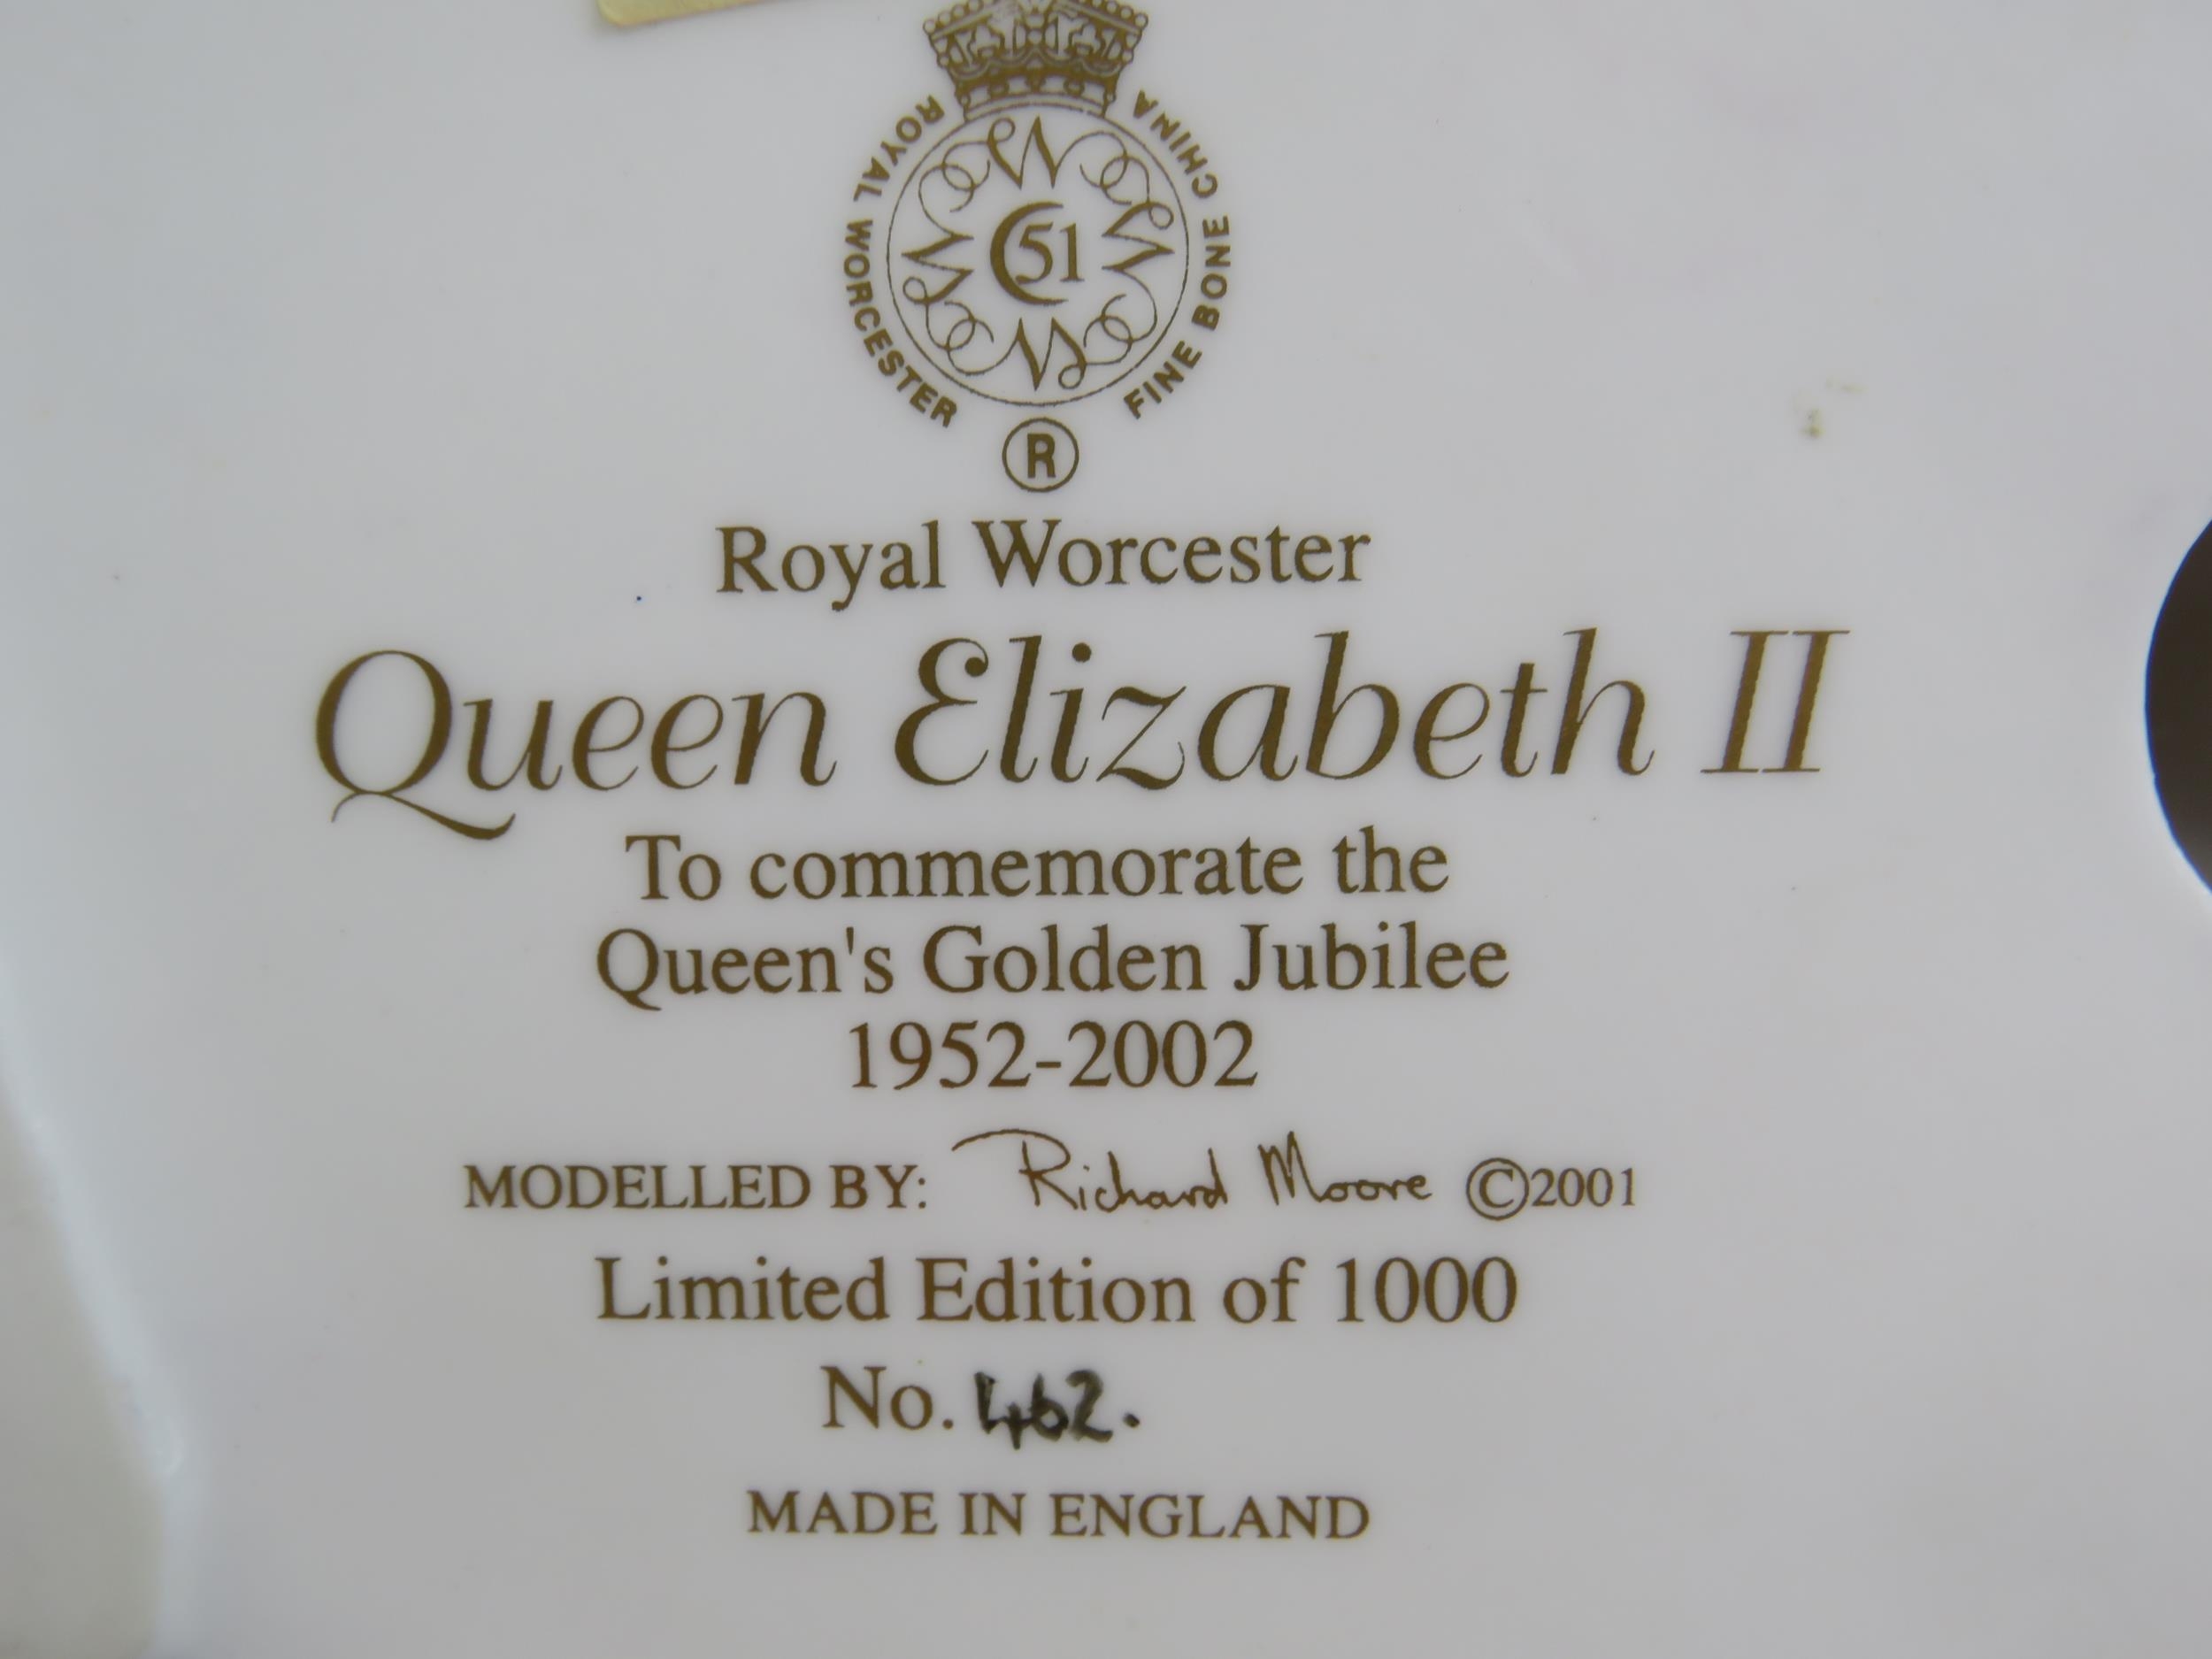 ROYAL WORCESTER
FINE BONE CHINA
51
R
Royal Worcester
Queen Elizabeth II
To commemorate the
Queen's Golden Jubilee
1952-2002
MODELLED BY: Richard Moore ©2001
Limited Edition of 1000
No. 462.
MADE IN ENGLAND